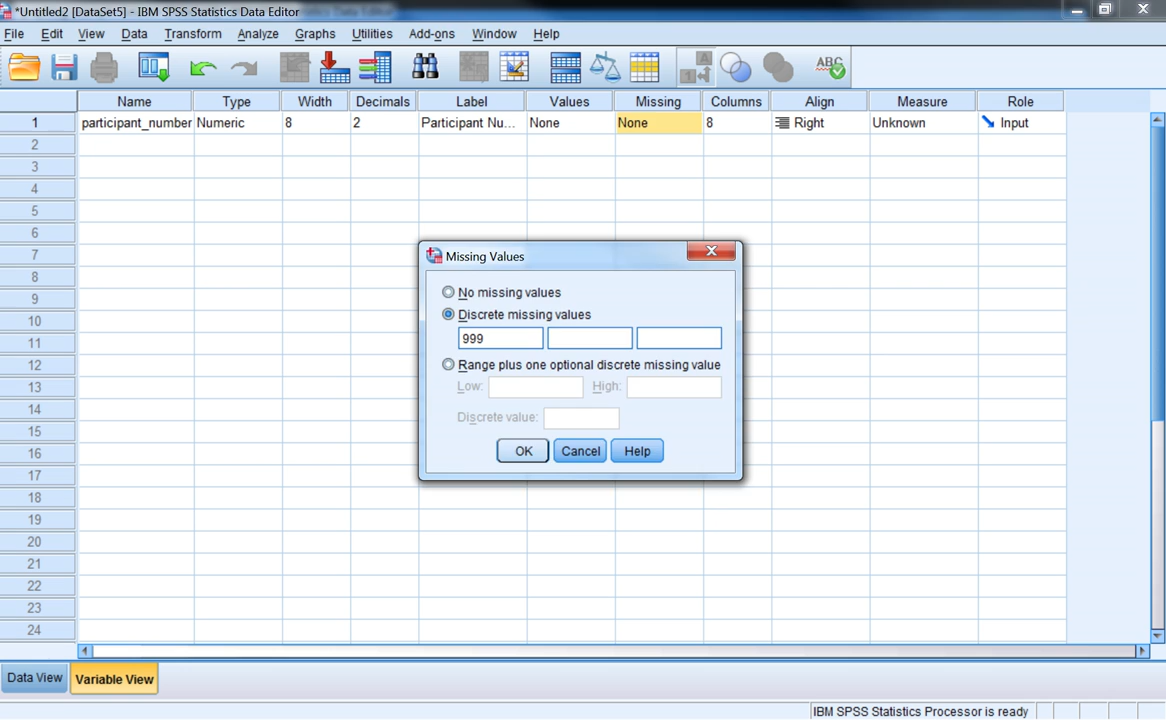 *Untitled2 [DataSet5] - IBM SPSS Statistics Data Editor
File Edit View Data Transform Analyze Graphs Utilities Add-ons Window Help
A
1 4
ABC
Name Type Width Decimals Label Values Missing Columns Align Measure Role
1 participant_number Numeric 8 2 Participant Nu... None None 8 Right Unknown Input
2
3
4
5
6
7
8
9
10
11
12
13
14
15
16
17
18
19
20
21
22
23
24
Missing Values
No missing values
Discrete missing values
999
Range plus one optional discrete missing value
Low: High:
Discrete value:
OK Cancel Help
Data View Variable View
IBM SPSS Statistics Processor is ready